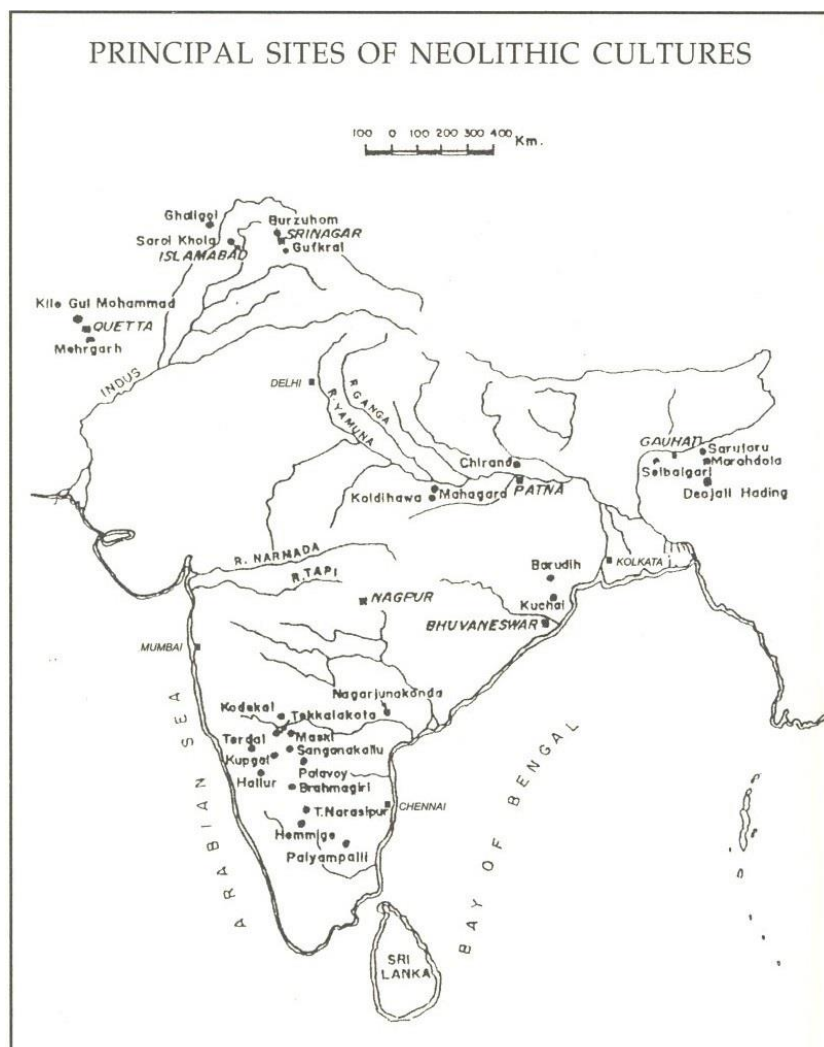 PRINCIPAL SITES OF NEOLITHIC CULTURES
100 0 100 200 300 400 Km.
Ghaligoi
Burzuhom
SRINAGAR
Sarai Khola
ISLAMABAD
Gufkral
Kile Gul Mohammad
QUETTA
Mehrgarh
INDUS
DELHI
R. GANGA
R. YAMUNA
GAUHATI
Sarutaru
Chirand
Selbalgari
Marahdola
Koldihawa
Mahagara
PATNA
Deojali Hading
R. NARMADA
R. TAPI
Barudih
KOLKATA
NAGPUR
Kuchai
BHUVANESWAR
MUMBAI
Nagarjunakonda
Kodekal
Tekkalakota
Terdal
Maski
Kupgal
Sanganakallu
Hallur
Palavoy
Brahmagiri
T.Narasipur
CHENNAI
Hemmige
Paiyampalli
ARABIAN SEA
BAY OF BENGAL
SRI
LANKA